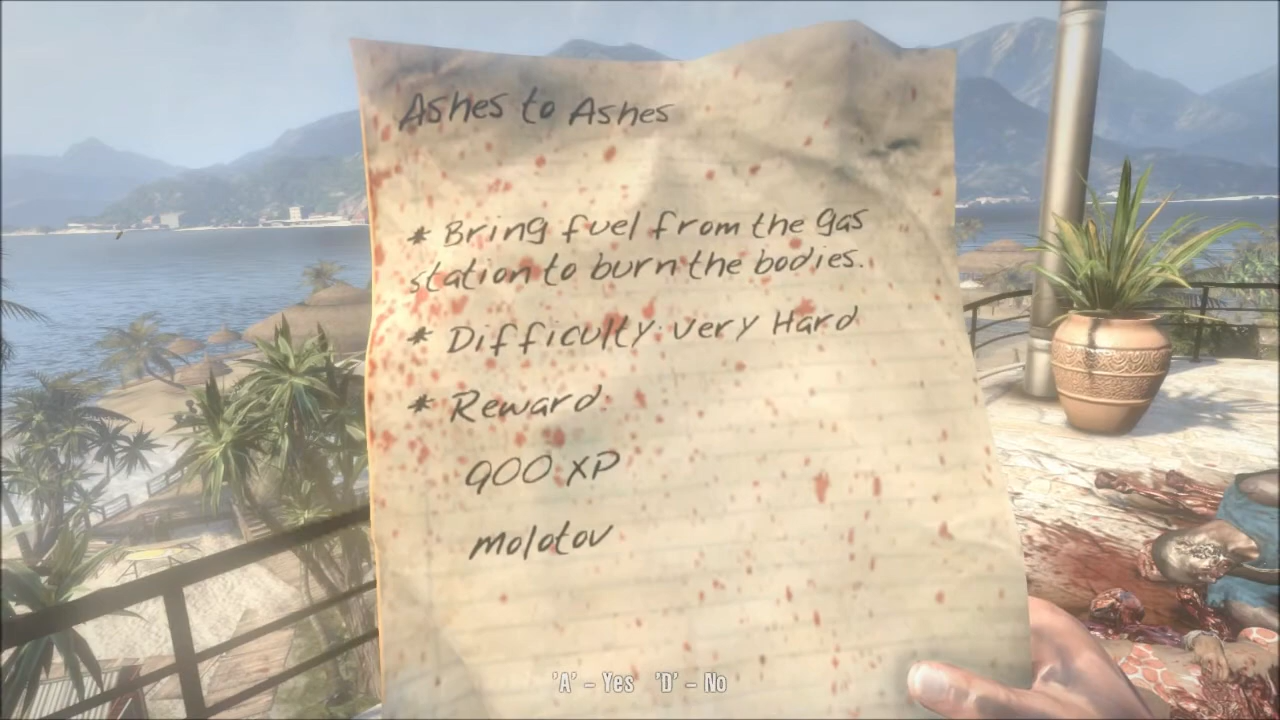 Ashes to Ashes
* Bring fuel from the gas
station to burn the bodies.
* Difficulty: very Hard
* Reward:
900 XP
molotov
'A' - Yes 'D' - No